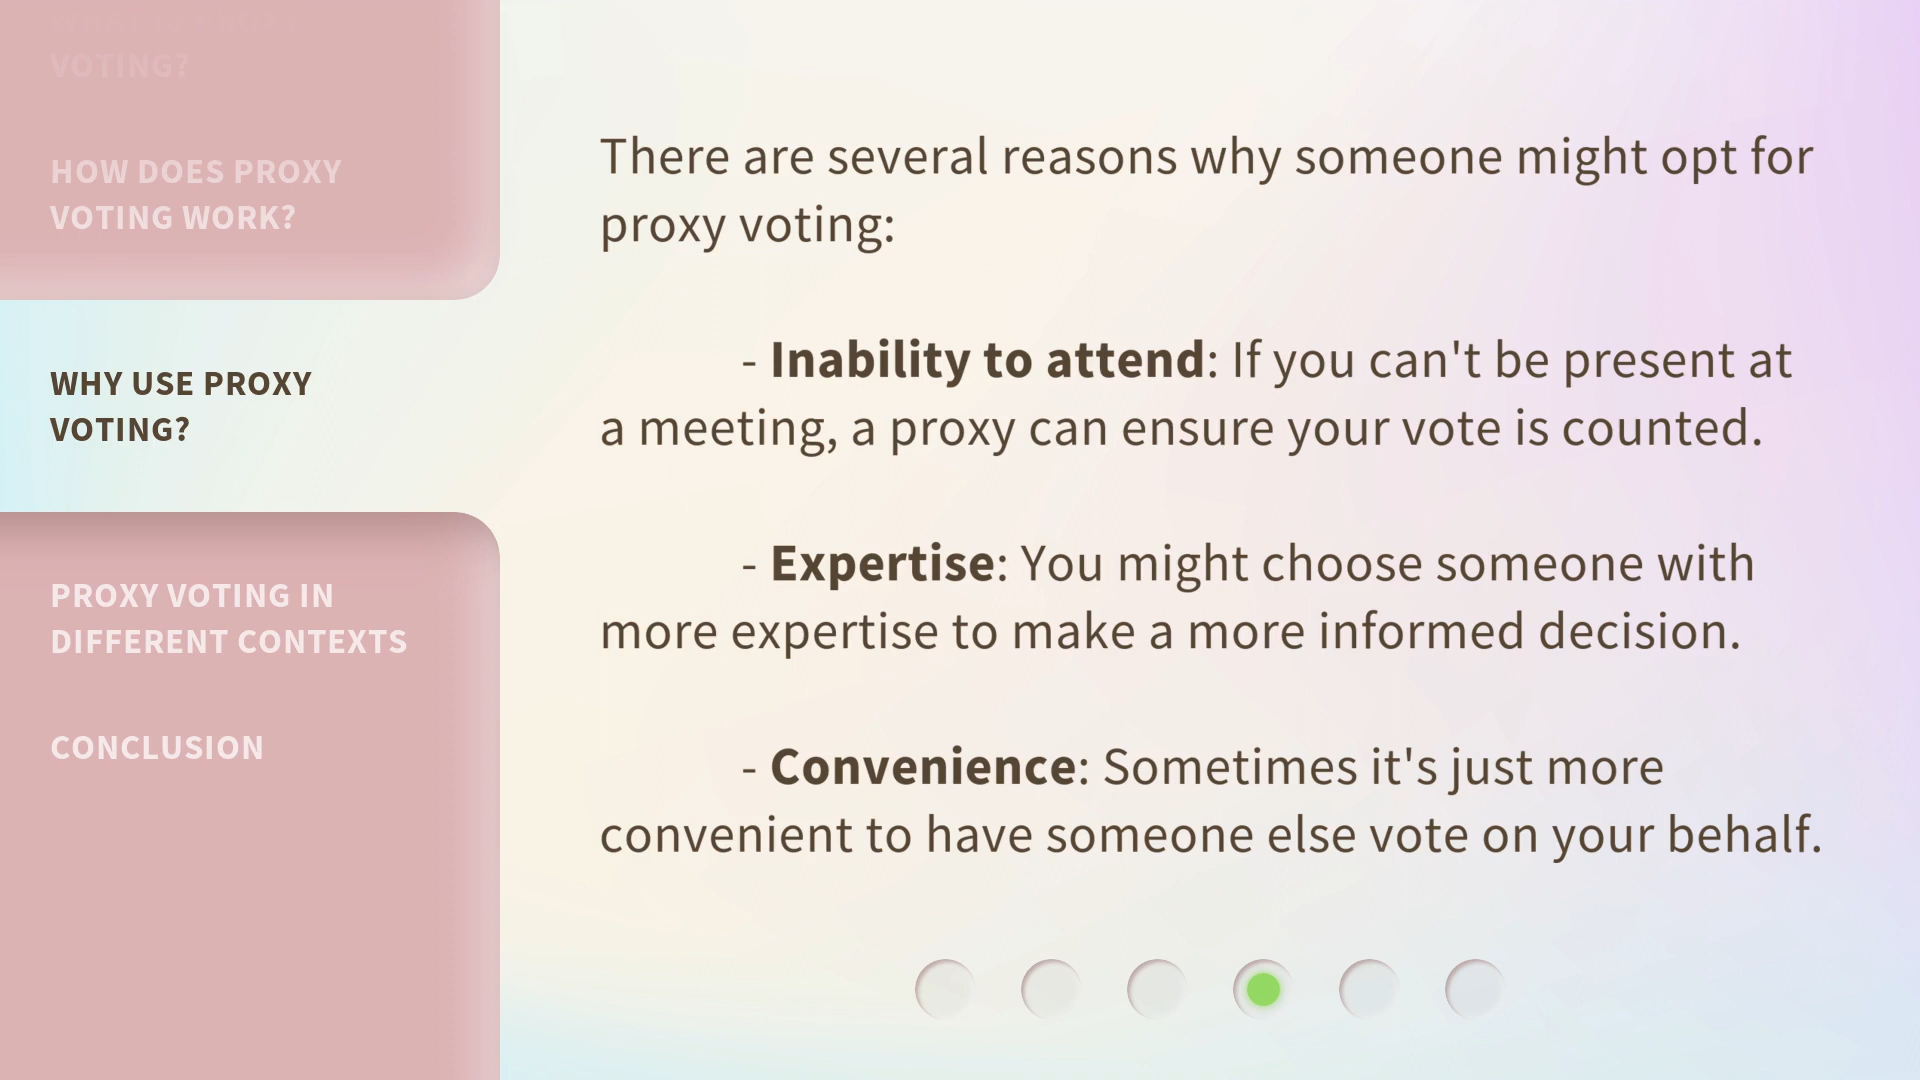 WHAT IS PROXY
VOTING?
HOW DOES PROXY
VOTING WORK?
WHY USE PROXY
VOTING?
PROXY VOTING IN
DIFFERENT CONTEXTS
CONCLUSION
There are several reasons why someone might opt for
proxy voting:
- Inability to attend: If you can't be present at
a meeting, a proxy can ensure your vote is counted.
- Expertise: You might choose someone with
more expertise to make a more informed decision.
- Convenience: Sometimes it's just more
convenient to have someone else vote on your behalf.